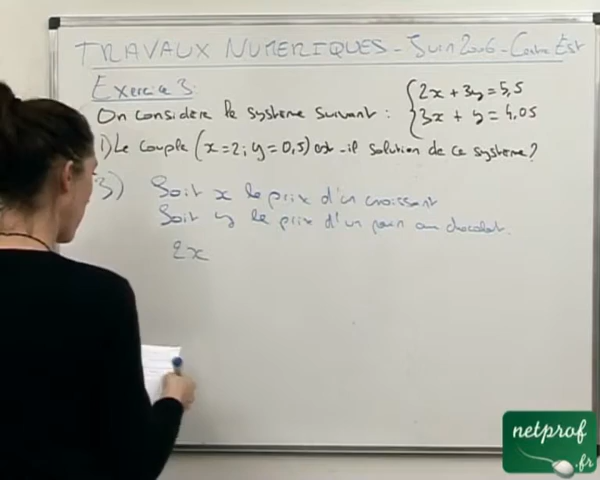 TRAVAUX NUMERIQUES - Juin 2006 - Centre Est
Exercice 3:
On considère le système suivant : { 2x + 3y = 5,5
3x + y = 4,05
1) Le couple (x=2; y=0,5) est-il solution de ce système?
3) Soit x le prix d'un croissant
Soit y le prix d'un pain au chocolat.
2x
netprof
.fr